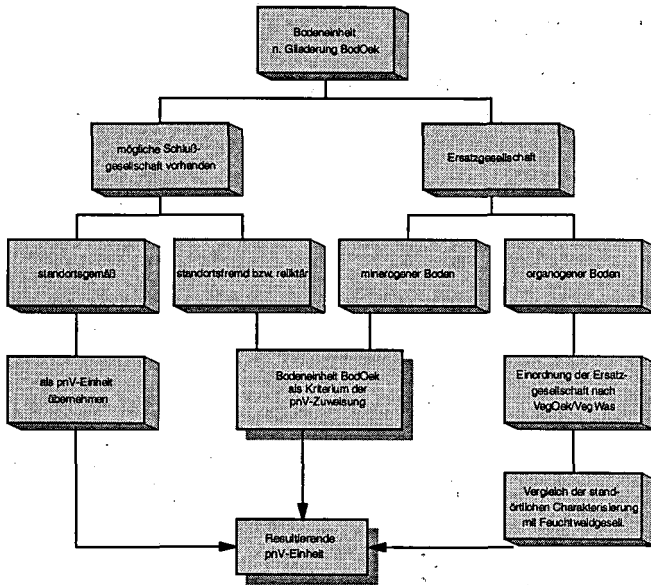 Bodeneinheit
n. Gliederung BodOek
mögliche Schluß-
gesellschaft vorhanden
Ersatzgesellschaft
standortsgemäß
standortsfremd bzw. reliktär
minerogener Boden
organogener Boden
als pnV-Einheit
übernehmen
Bodeneinheit BodOek
als Kriterium der
pnV-Zuweisung
Einordnung der Ersatz-
gesellschaft nach
VegOek/VegWas
Vergleich der stand-
örtlichen Charakterisierung
mit Feuchtwaldgesell.
Resultierende
pnV-Einheit